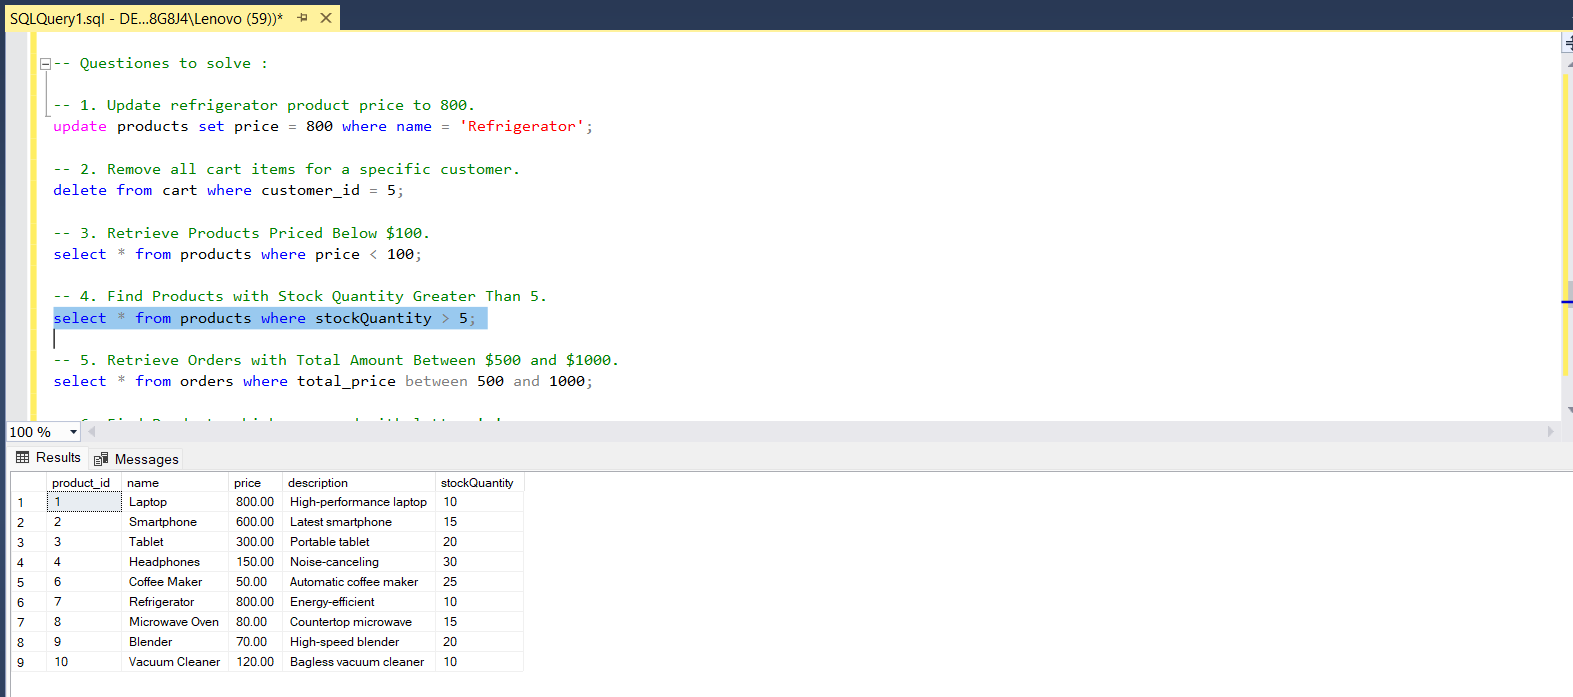 SQLQuery1.sql - DE...8G8J4\Lenovo (59))*
-- Questiones to solve :
-- 1. Update refrigerator product price to 800.
update products set price = 800 where name = 'Refrigerator';
-- 2. Remove all cart items for a specific customer.
delete from cart where customer_id = 5;
-- 3. Retrieve Products Priced Below $100.
select * from products where price < 100;
-- 4. Find Products with Stock Quantity Greater Than 5.
select * from products where stockQuantity > 5;
-- 5. Retrieve Orders with Total Amount Between $500 and $1000.
select * from orders where total_price between 500 and 1000;
100 %
Results Messages
product_id name price description stockQuantity
1 1 Laptop 800.00 High-performance laptop 10
2 2 Smartphone 600.00 Latest smartphone 15
3 3 Tablet 300.00 Portable tablet 20
4 4 Headphones 150.00 Noise-canceling 30
5 6 Coffee Maker 50.00 Automatic coffee maker 25
6 7 Refrigerator 800.00 Energy-efficient 10
7 8 Microwave Oven 80.00 Countertop microwave 15
8 9 Blender 70.00 High-speed blender 20
9 10 Vacuum Cleaner 120.00 Bagless vacuum cleaner 10